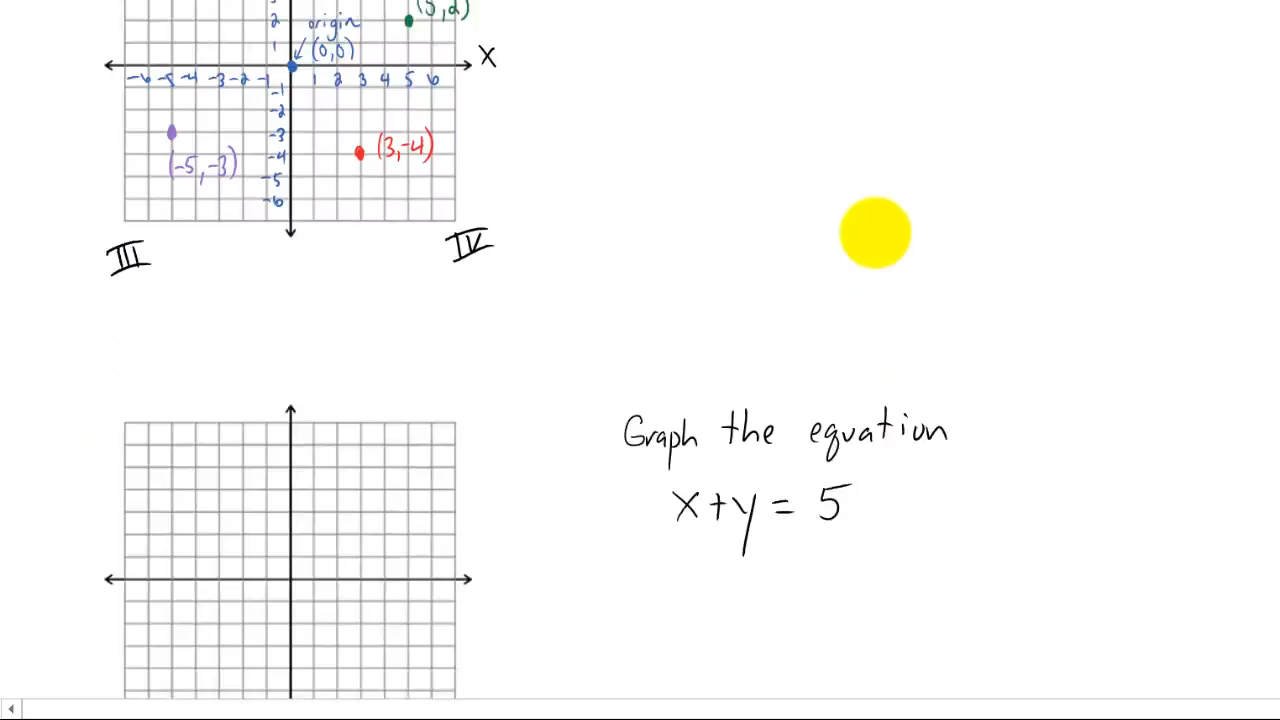 2
(5,2)
origin
1
(0,0)
X
-6 -5 -4 -3 -2 -1 1 2 3 4 5 6
-1
-2
-3
(3,-4)
-4
(-5,-3)
-5
-6
III
IV
Graph the equation
x+y = 5